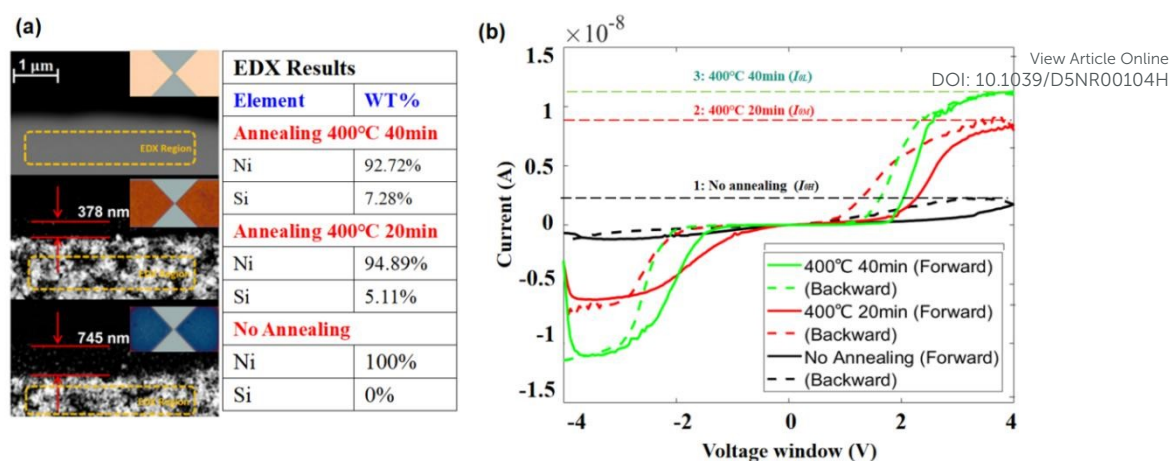 (a)
1 μm
EDX Region
378 nm
EDX Region
745 nm
EDX Region
EDX Results
Element WT%
Annealing 400℃ 40min
Ni 92.72%
Si 7.28%
Annealing 400℃ 20min
Ni 94.89%
Si 5.11%
No Annealing
Ni 100%
Si 0%
(b)
×10⁻⁸
1.5
1
0.5
0
-0.5
-1
-1.5
Current (A)
3: 400°C 40min (I0L)
2: 400°C 20min (I0M)
1: No annealing (I0H)
400℃ 40min (Forward)
(Backward)
400℃ 20min (Forward)
(Backward)
No Annealing (Forward)
(Backward)
-4 -2 0 2 4
Voltage window (V)
View Article Online
DOI: 10.1039/D5NR00104H